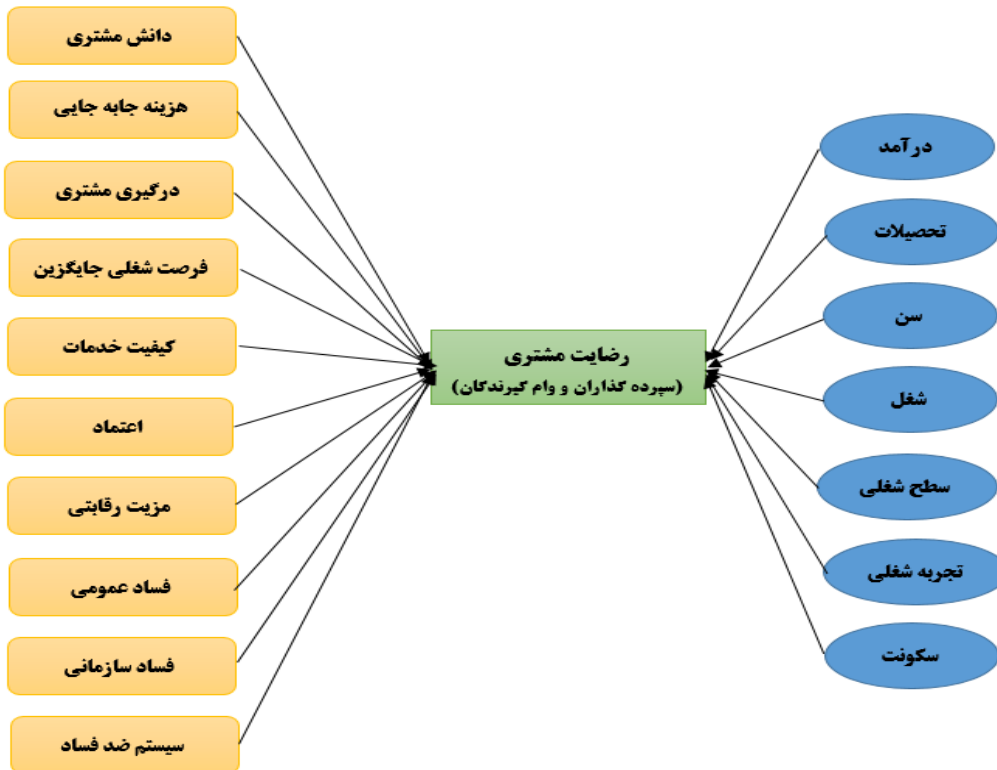 دانش مشتری
هزینه جابه جایی
درگیری مشتری
فرصت شغلی جایگزین
کیفیت خدمات
اعتماد
مزیت رقابتی
فساد عمومی
فساد سازمانی
سیستم ضد فساد
رضایت مشتری
(سپرده گذاران و وام گیرندگان)
درآمد
تحصیلات
سن
شغل
سطح شغلی
تجربه شغلی
سکونت